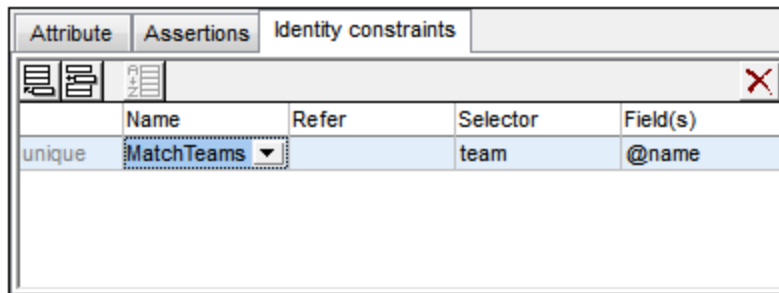 Attribute Assertions Identity constraints
Name Refer Selector Field(s)
unique MatchTeams team @name